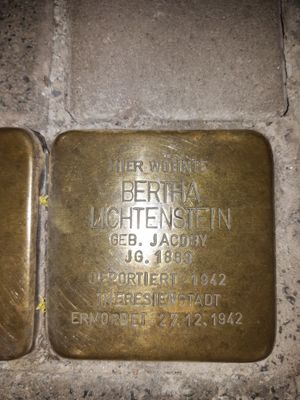 HIER WOHNTE
BERTHA
LICHTENSTEIN
GEB. JACOBY
JG.
DEPORTIERT 1942
THERESIENSTADT
ERMORDET 27.12.1942